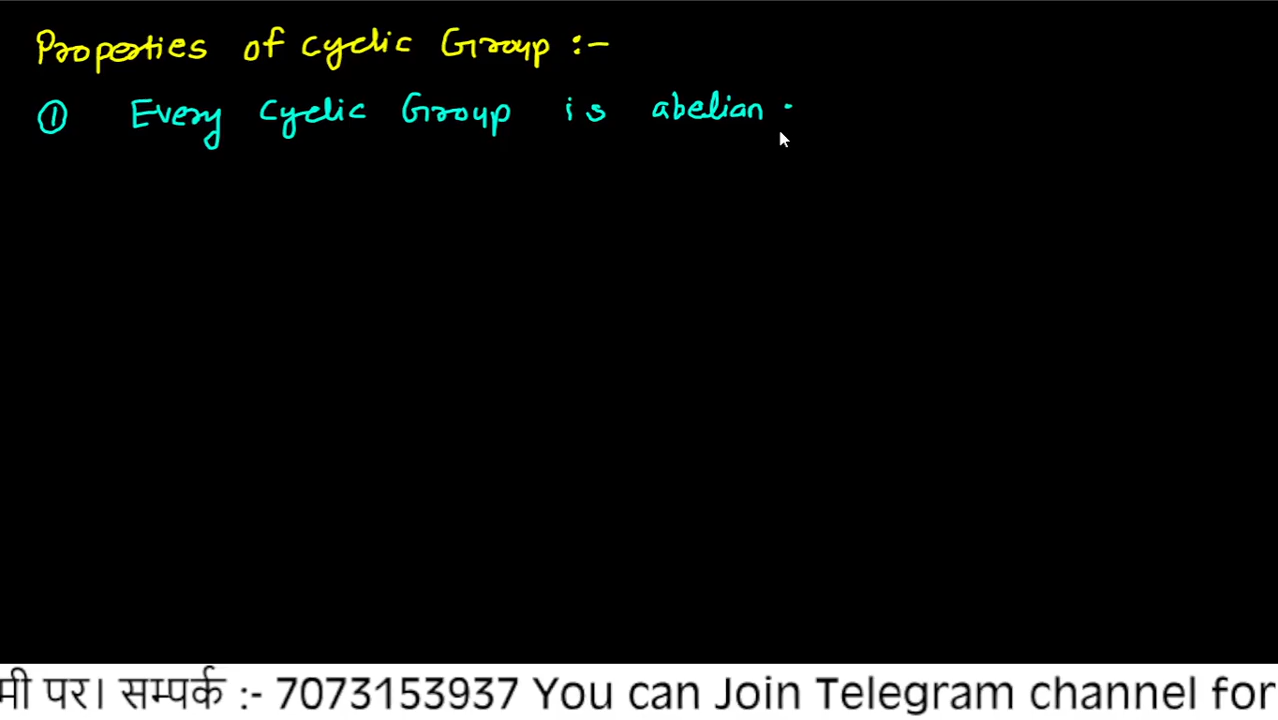 Properties of cyclic Group :-
① Every cyclic Group is abelian .
मी पर। सम्पर्क :- 7073153937 You can Join Telegram channel for